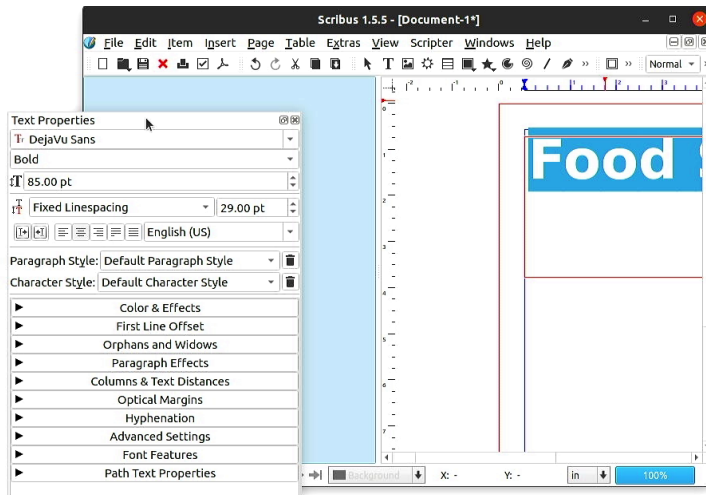 Scribus 1.5.5 - [Document-1*]
File Edit Item Insert Page Table Extras View Scripter Windows Help
Normal
Text Properties
DejaVu Sans
Bold
85.00 pt
Fixed Linespacing 29.00 pt
English (US)
Paragraph Style: Default Paragraph Style
Character Style: Default Character Style
Color & Effects
First Line Offset
Orphans and Widows
Paragraph Effects
Columns & Text Distances
Optical Margins
Hyphenation
Advanced Settings
Font Features
Path Text Properties
Food
Background X: - Y: - in 100%